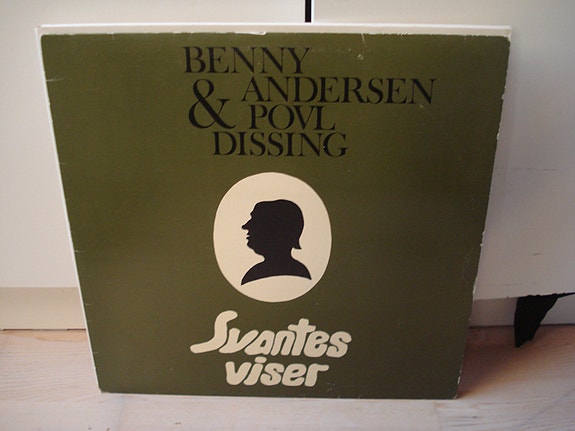 BENNY
ANDERSEN
& POVL
DISSING
Svantes
viser